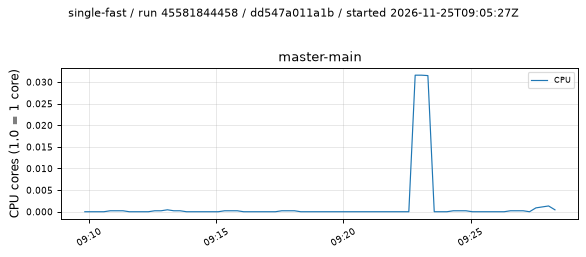 single-fast / run 45581844458 / dd547a011a1b / started 2026-11-25T09:05:27Z
master-main
CPU cores (1.0 = 1 core)
CPU
0.030
0.025
0.020
0.015
0.010
0.005
0.000
09:10
09:15
09:20
09:25